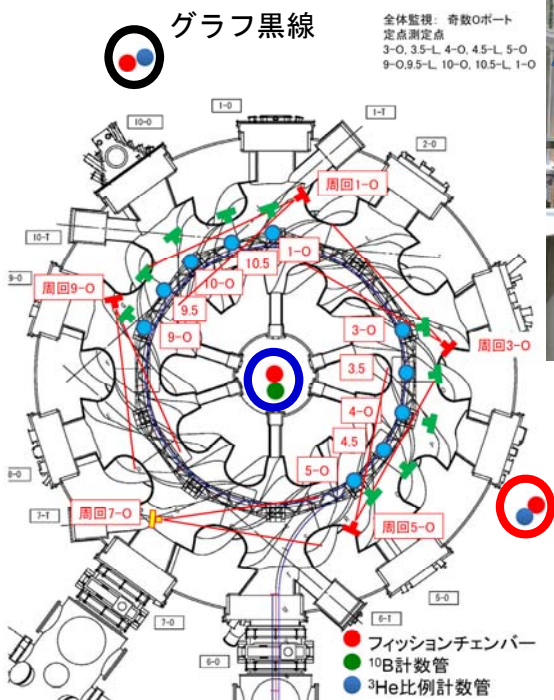 グラフ黒線
全体監視: 奇数Oポート
定点測定点
3-O, 3.5-L, 4-O, 4.5-L, 5-O
9-O,9.5-L, 10-O, 10.5-L, 1-O
1-O
1-T
10-O
2-O
周回1-O
10-T
1-O
10.5
10-O
9.5
9-O
9-O
周回9-O
3-O
周回3-O
3.5
4-O
4.5
5-O
8-O
7-T
周回7-O
周回5-O
5-O
6-T
7-O
6-O
フィッションチェンバー
¹⁰B計数管
³He比例計数管